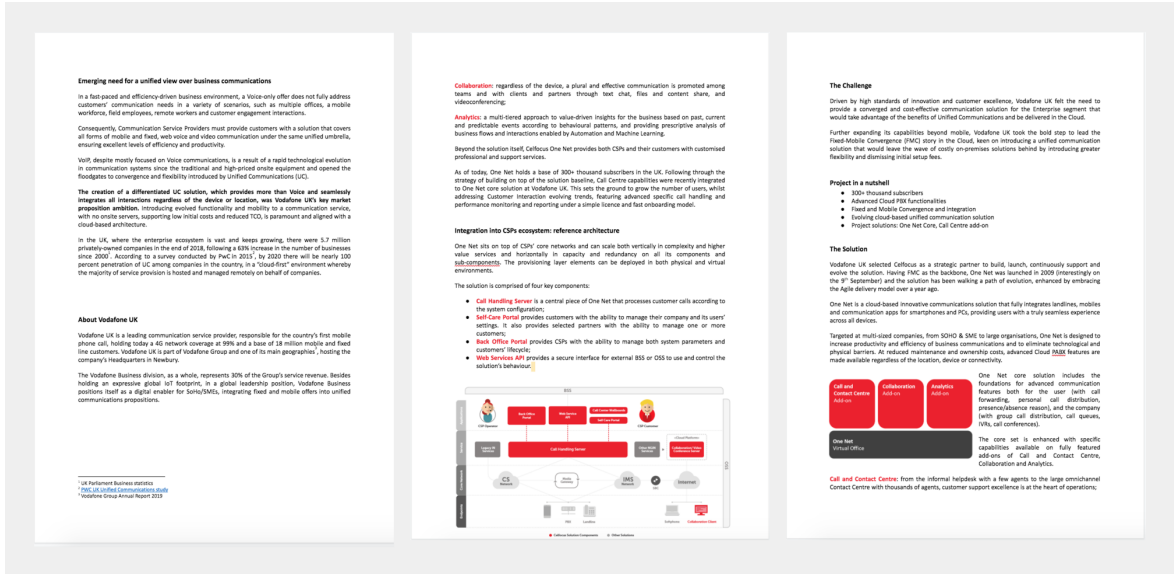 Emerging need for a unified view over business communications
In a fast-paced and efficiency-driven business environment, a Voice-only offer does not fully address
customers' communication needs in a variety of scenarios, such as multiple offices, a mobile
workforce, field employees, remote workers and customer engagement interactions.
Consequently, Communication Service Providers must provide customers with a solution that covers
all forms of mobile and fixed, web voice and video communication under the same unified umbrella,
ensuring excellent levels of efficiency and productivity.
VoIP, despite mostly focused on Voice communications, is a result of a rapid technological evolution
in communication systems since the traditional and high-priced onsite equipment and opened the
floodgates to convergence and flexibility introduced by Unified Communications (UC).
The creation of a differentiated UC solution, which provides more than Voice and seamlessly
integrates all interactions regardless of the device or location, was Vodafone UK's key market
proposition ambition. Introducing evolved functionality and mobility to a communication service,
with no onsite servers, supporting low initial costs and reduced TCO, is paramount and aligned with a
cloud-based architecture.
In the UK, where the enterprise ecosystem is vast and keeps growing, there were 5.7 million
privately-owned companies in the end of 2018, following a 63% increase in the number of businesses
since 2000¹. According to a survey conducted by PwC in 2015², by 2020 there will be nearly 100
percent penetration of UC among companies in the country, in a "cloud-first" environment whereby
the majority of service provision is hosted and managed remotely on behalf of companies.
About Vodafone UK
Vodafone UK is a leading communication service provider, responsible for the country's first mobile
phone call, holding today a 4G network coverage at 99% and a base of 18 million mobile and fixed
line customers. Vodafone UK is part of Vodafone Group and one of its main geographies³, hosting the
company's Headquarters in Newbury.
The Vodafone Business division, as a whole, represents 30% of the Group's service revenue. Besides
holding an expressive global IoT footprint, in a global leadership position, Vodafone Business
positions itself as a digital enabler for SoHo/SMEs, integrating fixed and mobile offers into unified
communications propositions.
¹ UK Parliament Business statistics
² PWC UK Unified Communications study
³ Vodafone Group Annual Report 2019
Collaboration: regardless of the device, a plural and effective communication is promoted among
teams and with clients and partners through text chat, files and content share, and
videoconferencing;
Analytics: a multi-tiered approach to value-driven insights for the business based on past, current
and predictable events according to behavioural patterns, and providing prescriptive analysis of
business flows and interactions enabled by Automation and Machine Learning.
Beyond the solution itself, Celfocus One Net provides both CSPs and their customers with customised
professional and support services.
As of today, One Net holds a base of 300+ thousand subscribers in the UK. Following through the
strategy of building on top of the solution baseline, Call Centre capabilities were recently integrated
to One Net core solution at Vodafone UK. This sets the ground to grow the number of users, whilst
addressing Customer Interaction evolving trends, featuring advanced specific call handling and
performance monitoring and reporting under a simple licence and fast onboarding model.
Integration into CSPs ecosystem: reference architecture
One Net sits on top of CSPs' core networks and can scale both vertically in complexity and higher
value services and horizontally in capacity and redundancy on all its components and
sub-components. The provisioning layer elements can be deployed in both physical and virtual
environments.
The solution is comprised of four key components:
● Call Handling Server is a central piece of One Net that processes customer calls according to
the system configuration;
● Self-Care Portal provides customers with the ability to manage their company and its users'
settings. It also provides selected partners with the ability to manage one or more
customers;
● Back Office Portal provides CSPs with the ability to manage both system parameters and
customers' lifecycle;
● Web Services API provides a secure interface for external BSS or OSS to use and control the
solution's behaviour.
BSS
CSP Operator
Back Office
Portal
Web Service
API
Call Center Wallboards
Self Care Portal
CSP Customer
Legacy IN
Services
Call Handling Server
Cloud Platforms
Collaboration/Video
Conference Server
CS
Network
Media
Gateway
IMS
Network
Internet
Collaboration Client
Celfocus Solution Components
Other Solutions
The Challenge
Driven by high standards of innovation and customer excellence, Vodafone UK felt the need to
provide a converged and cost-effective communication solution for the Enterprise segment that
would take advantage of the benefits of Unified Communications and be delivered in the Cloud.
Further expanding its capabilities beyond mobile, Vodafone UK took the bold step to lead the
Fixed-Mobile Convergence (FMC) story in the Cloud, keen on introducing a unified communication
solution that would leave the wave of costly on-premises solutions behind by introducing greater
flexibility and dismissing initial setup fees.
Project in a nutshell
● 300+ thousand subscribers
● Advanced Cloud PBX functionalities
● Fixed and Mobile Convergence and Integration
● Evolving cloud-based unified communication solution
● Project solutions: One Net Core, Call Centre add-on
The Solution
Vodafone UK selected Celfocus as a strategic partner to build, launch, continuously support and
evolve the solution. Having FMC as the backbone, One Net was launched in 2009 (interestingly on
the 9th September) and the solution has been walking a path of evolution, enhanced by embracing
the Agile delivery model over a year ago.
One Net is a cloud-based innovative communications solution that fully integrates landlines, mobiles
and communication apps for smartphones and PCs, providing users with a truly seamless experience
across all devices.
Targeted at multi-sized companies, from SOHO & SME to large organisations, One Net is designed to
increase productivity and efficiency of business communications and to eliminate technological and
physical barriers. At reduced maintenance and ownership costs, advanced Cloud PABX features are
made available regardless of the location, device or connectivity.
Call and
Contact Centre
Add-on
Collaboration
Add-on
Analytics
Add-on
One Net
Virtual Office
One Net core solution includes the
foundations for advanced communication
features both for the user (with call
forwarding, personal call distribution,
presence/absence reason), and the company
(with group call distribution, call queues,
IVRs, call conferences).
The core set is enhanced with specific
capabilities available on fully featured
add-ons of Call and Contact Centre,
Collaboration and Analytics.
Call and Contact Centre: from the informal helpdesk with a few agents to the large omnichannel
Contact Centre with thousands of agents, customer support excellence is at the heart of operations;